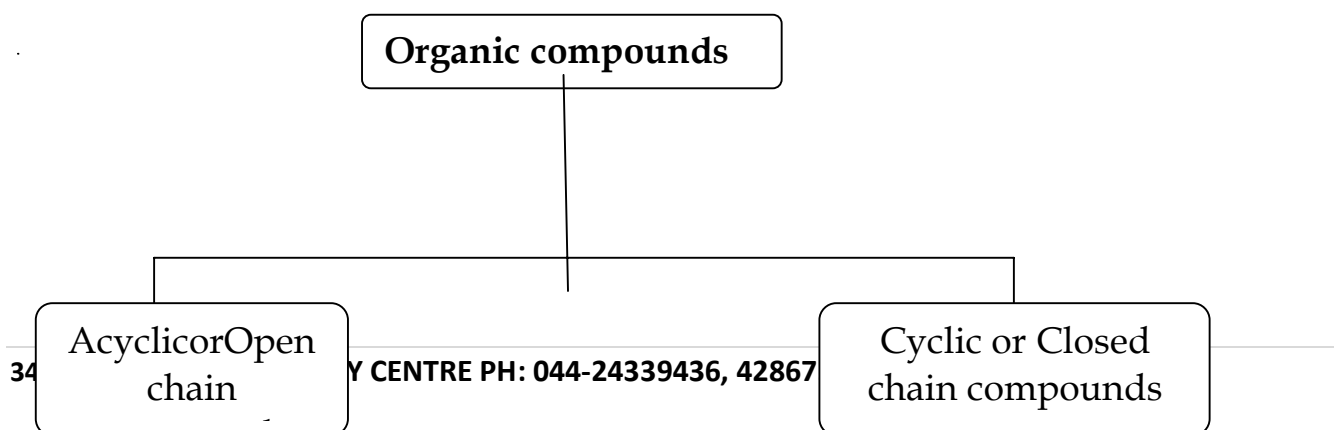 Organic compounds
AcyclicorOpen
chain
Cyclic or Closed
chain compounds
34 Y CENTRE PH: 044-24339436, 42867